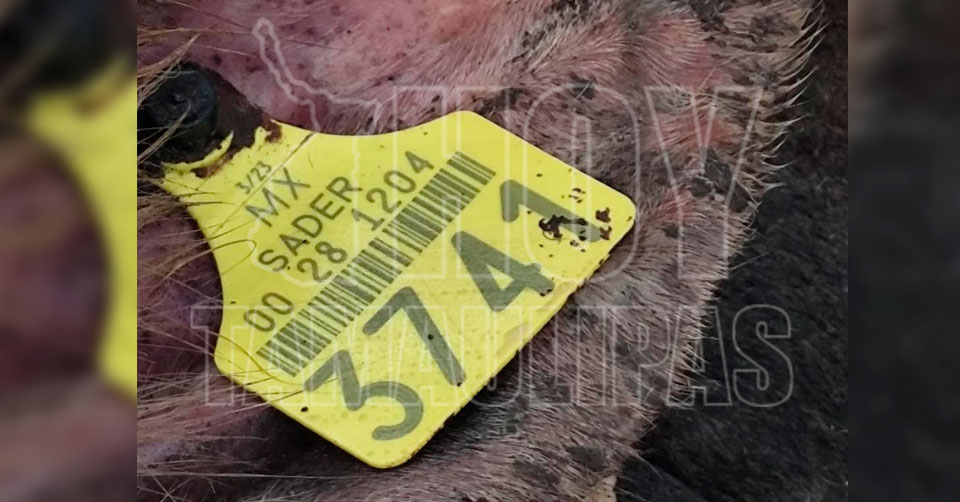 3/23
MX
SADER
00 28 1204
3741
HOY
TAMAULIPAS